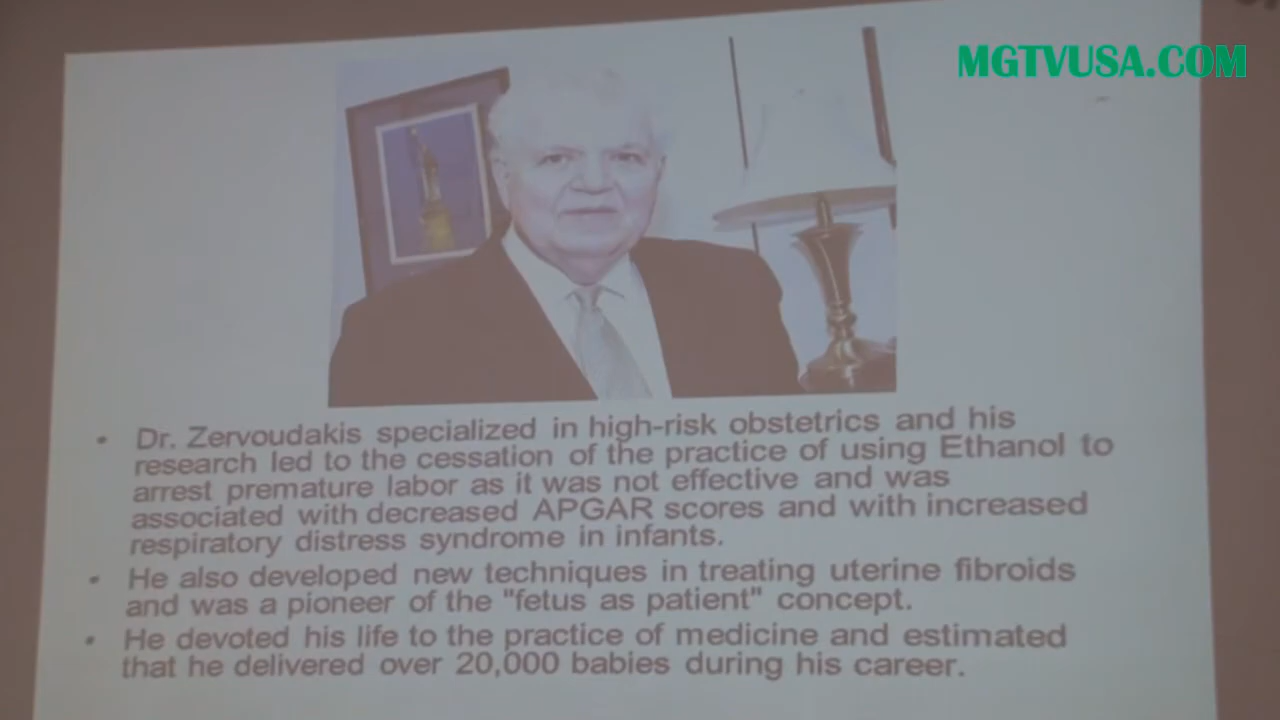 MGTVUSA.COM
• Dr. Zervoudakis specialized in high-risk obstetrics and his
research led to the cessation of the practice of using Ethanol to
arrest premature labor as it was not effective and was
associated with decreased APGAR scores and with increased
respiratory distress syndrome in infants.
• He also developed new techniques in treating uterine fibroids
and was a pioneer of the "fetus as patient" concept.
• He devoted his life to the practice of medicine and estimated
that he delivered over 20,000 babies during his career.